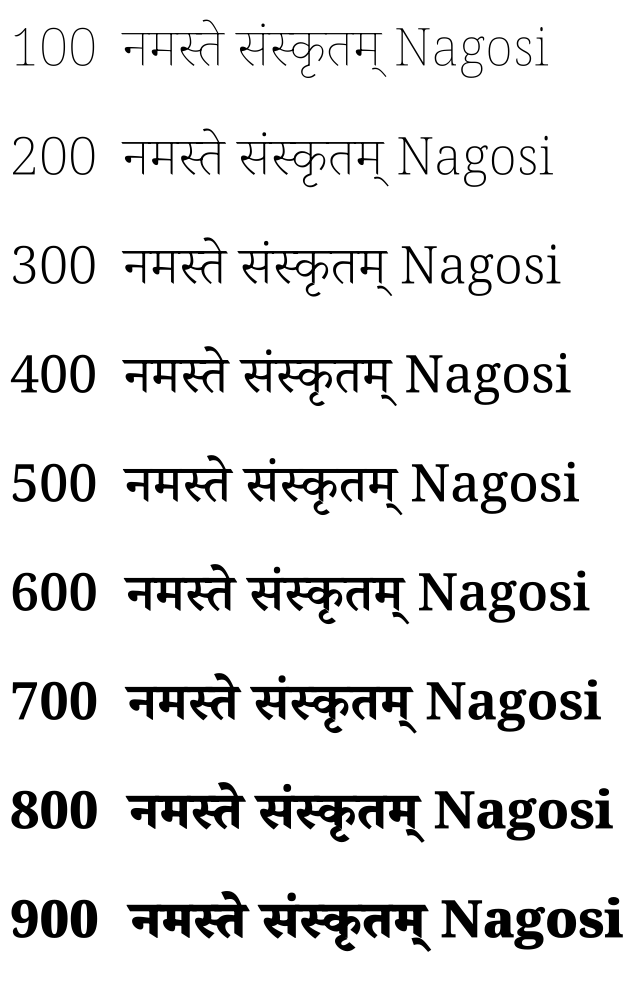 100 नमस्ते संस्कृतम् Nagosi
200 नमस्ते संस्कृतम् Nagosi
300 नमस्ते संस्कृतम् Nagosi
400 नमस्ते संस्कृतम् Nagosi
500 नमस्ते संस्कृतम् Nagosi
600 नमस्ते संस्कृतम् Nagosi
700 नमस्ते संस्कृतम् Nagosi
800 नमस्ते संस्कृतम् Nagosi
900 नमस्ते संस्कृतम् Nagosi